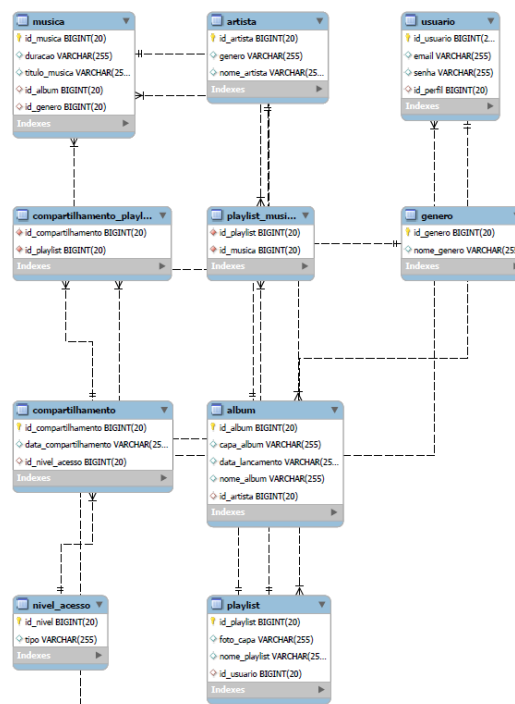 musica
id_musica BIGINT(20)
duracao VARCHAR(255)
titulo_musica VARCHAR(25...
id_album BIGINT(20)
id_genero BIGINT(20)
Indexes
artista
id_artista BIGINT(20)
genero VARCHAR(255)
nome_artista VARCHAR(255)
Indexes
usuario
id_usuario BIGINT(2...
email VARCHAR(255)
senha VARCHAR(255)
id_perfil BIGINT(20)
Indexes
compartilhamento_playl...
id_compartilhamento BIGINT(20)
id_playlist BIGINT(20)
Indexes
playlist_musi...
id_playlist BIGINT(20)
id_musica BIGINT(20)
Indexes
genero
id_genero BIGINT(20)
nome_genero VARCHAR(255
Indexes
compartilhamento
id_compartilhamento BIGINT(20)
data_compartilhamento VARCHAR(25...
id_nivel_acesso BIGINT(20)
Indexes
album
id_album BIGINT(20)
capa_album VARCHAR(255)
data_lancamento VARCHAR(25...
nome_album VARCHAR(255)
id_artista BIGINT(20)
Indexes
nivel_acesso
id_nivel BIGINT(20)
tipo VARCHAR(255)
Indexes
playlist
id_playlist BIGINT(20)
foto_capa VARCHAR(255)
nome_playlist VARCHAR(25...
id_usuario BIGINT(20)
Indexes